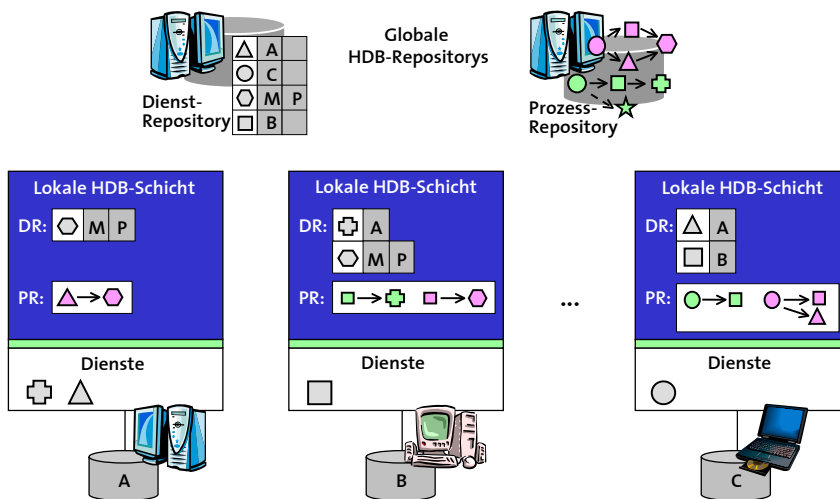 Globale
HDB-Repositorys
Dienst-
Repository
A
C
M P
B
Prozess-
Repository
Lokale HDB-Schicht
DR: M P
PR:
Dienste
A
Lokale HDB-Schicht
DR: A
M P
PR:
Dienste
B
...
Lokale HDB-Schicht
DR: A
B
PR:
Dienste
C